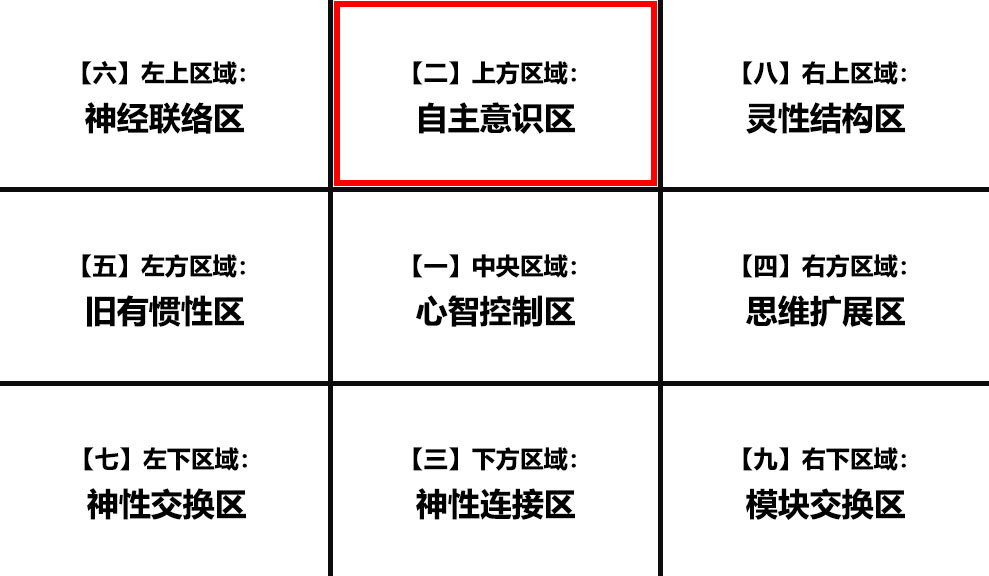 【六】左上区域：
神经联络区
【二】上方区域：
自主意识区
【八】右上区域：
灵性结构区
【五】左方区域：
旧有惯性区
【一】中央区域：
心智控制区
【四】右方区域：
思维扩展区
【七】左下区域：
神性交换区
【三】下方区域：
神性连接区
【九】右下区域：
模块交换区